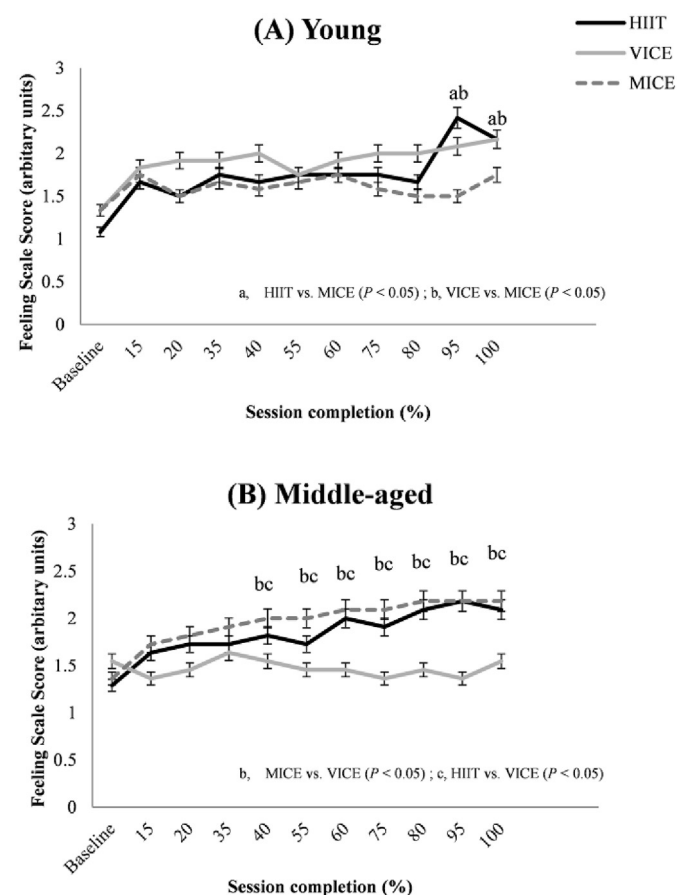 (A) Young
HIIT
VICE
MICE
Feeling Scale Score (arbitary units)
3
2.5
2
1.5
1
0.5
0
ab
ab
a, HIIT vs. MICE (P < 0.05) ; b, VICE vs. MICE (P < 0.05)
Baseline
15
20
35
40
55
60
75
80
95
100
Session completion (%)
(B) Middle-aged
Feeling Scale Score (arbitary units)
3
2.5
2
1.5
1
0.5
0
bc
bc
bc
bc
bc
bc
bc
b, MICE vs. VICE (P < 0.05) ; c, HIIT vs. VICE (P < 0.05)
Baseline
15
20
35
40
55
60
75
80
95
100
Session completion (%)